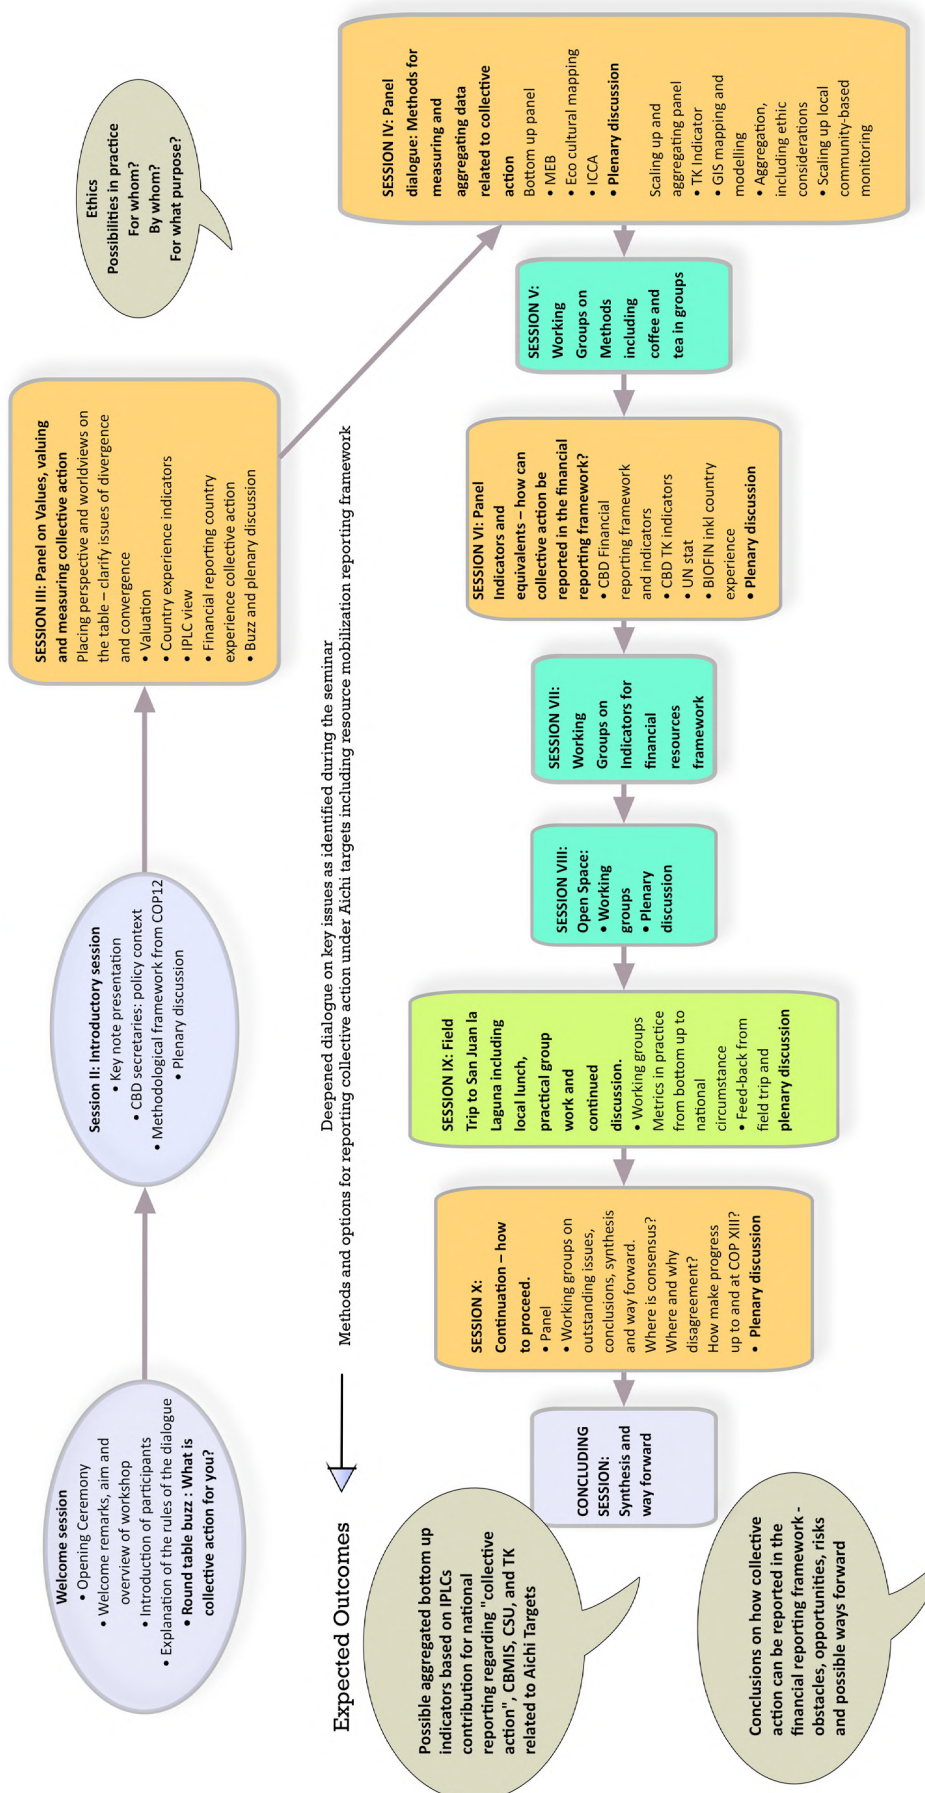 Welcome session
• Opening Ceremony
• Welcome remarks, aim and
overview of workshop
• Introduction of participants
• Explanation of the rules of the dialogue
• Round table buzz : What is
collective action for you?
Session II: Introductory session
• Key note presentation
• CBD secretaries: policy context
• Methodological framework from COP12
• Plenary discussion
SESSION III: Panel on Values, valuing
and measuring collective action
Placing perspective and worldviews on
the table – clarify issues of divergence
and convergence
• Valuation
• Country experience indicators
• IPLC view
• Financial reporting country
experience collective action
• Buzz and plenary discussion
Ethics
Possibilities in practice
For whom?
By whom?
For what purpose?
Expected Outcomes
Deepened dialogue on key issues as identified during the seminar
Methods and options for reporting collective action under Aichi targets including resource mobilization reporting framework
SESSION IV: Panel
dialogue: Methods for
measuring and
aggregating data
related to collective
action
Bottom up panel
• MEB
• Eco cultural mapping
• ICCA
• Plenary discussion
Scaling up and
aggregating panel
• TK Indicator
• GIS mapping and
modelling
• Aggregation,
including ethic
considerations
• Scaling up local
community-based
monitoring
SESSION V:
Working
Groups on
Methods
including
coffee and
tea in groups
SESSION VI: Panel
Indicators and
equivalents – how can
collective action be
reported in the financial
reporting framework?
• CBD Financial
reporting framework
and indicators
• CBD TK indicators
• UN stat
• BIOFIN inkl country
experience
• Plenary discussion
SESSION VII:
Working
Groups on
Indicators for
financial
resources
framework
SESSION VIII:
Open Space:
• Working
groups
• Plenary
discussion
SESSION IX: Field
Trip to San Juan la
Laguna including
local lunch,
practical group
work and
continued
discussion.
• Working groups
Metrics in practice
from bottom up to
national
circumstance
• Feed-back from
field trip and
plenary discussion
SESSION X:
Continuation – how
to proceed.
• Panel
• Working groups on
outstanding issues,
conclusions, synthesis
and way forward.
Where is consensus?
Where and why
disagreement?
How make progress
up to and at COP XIII?
• Plenary discussion
CONCLUDING
SESSION:
Synthesis and
way forward
Possible aggregated bottom up
indicators based on IPLCs
contribution for national
reporting regarding "collective
action", CBMIS, CSU, and TK
related to Aichi Targets
Conclusions on how collective
action can be reported in the
financial reporting framework -
obstacles, opportunities, risks
and possible ways forward